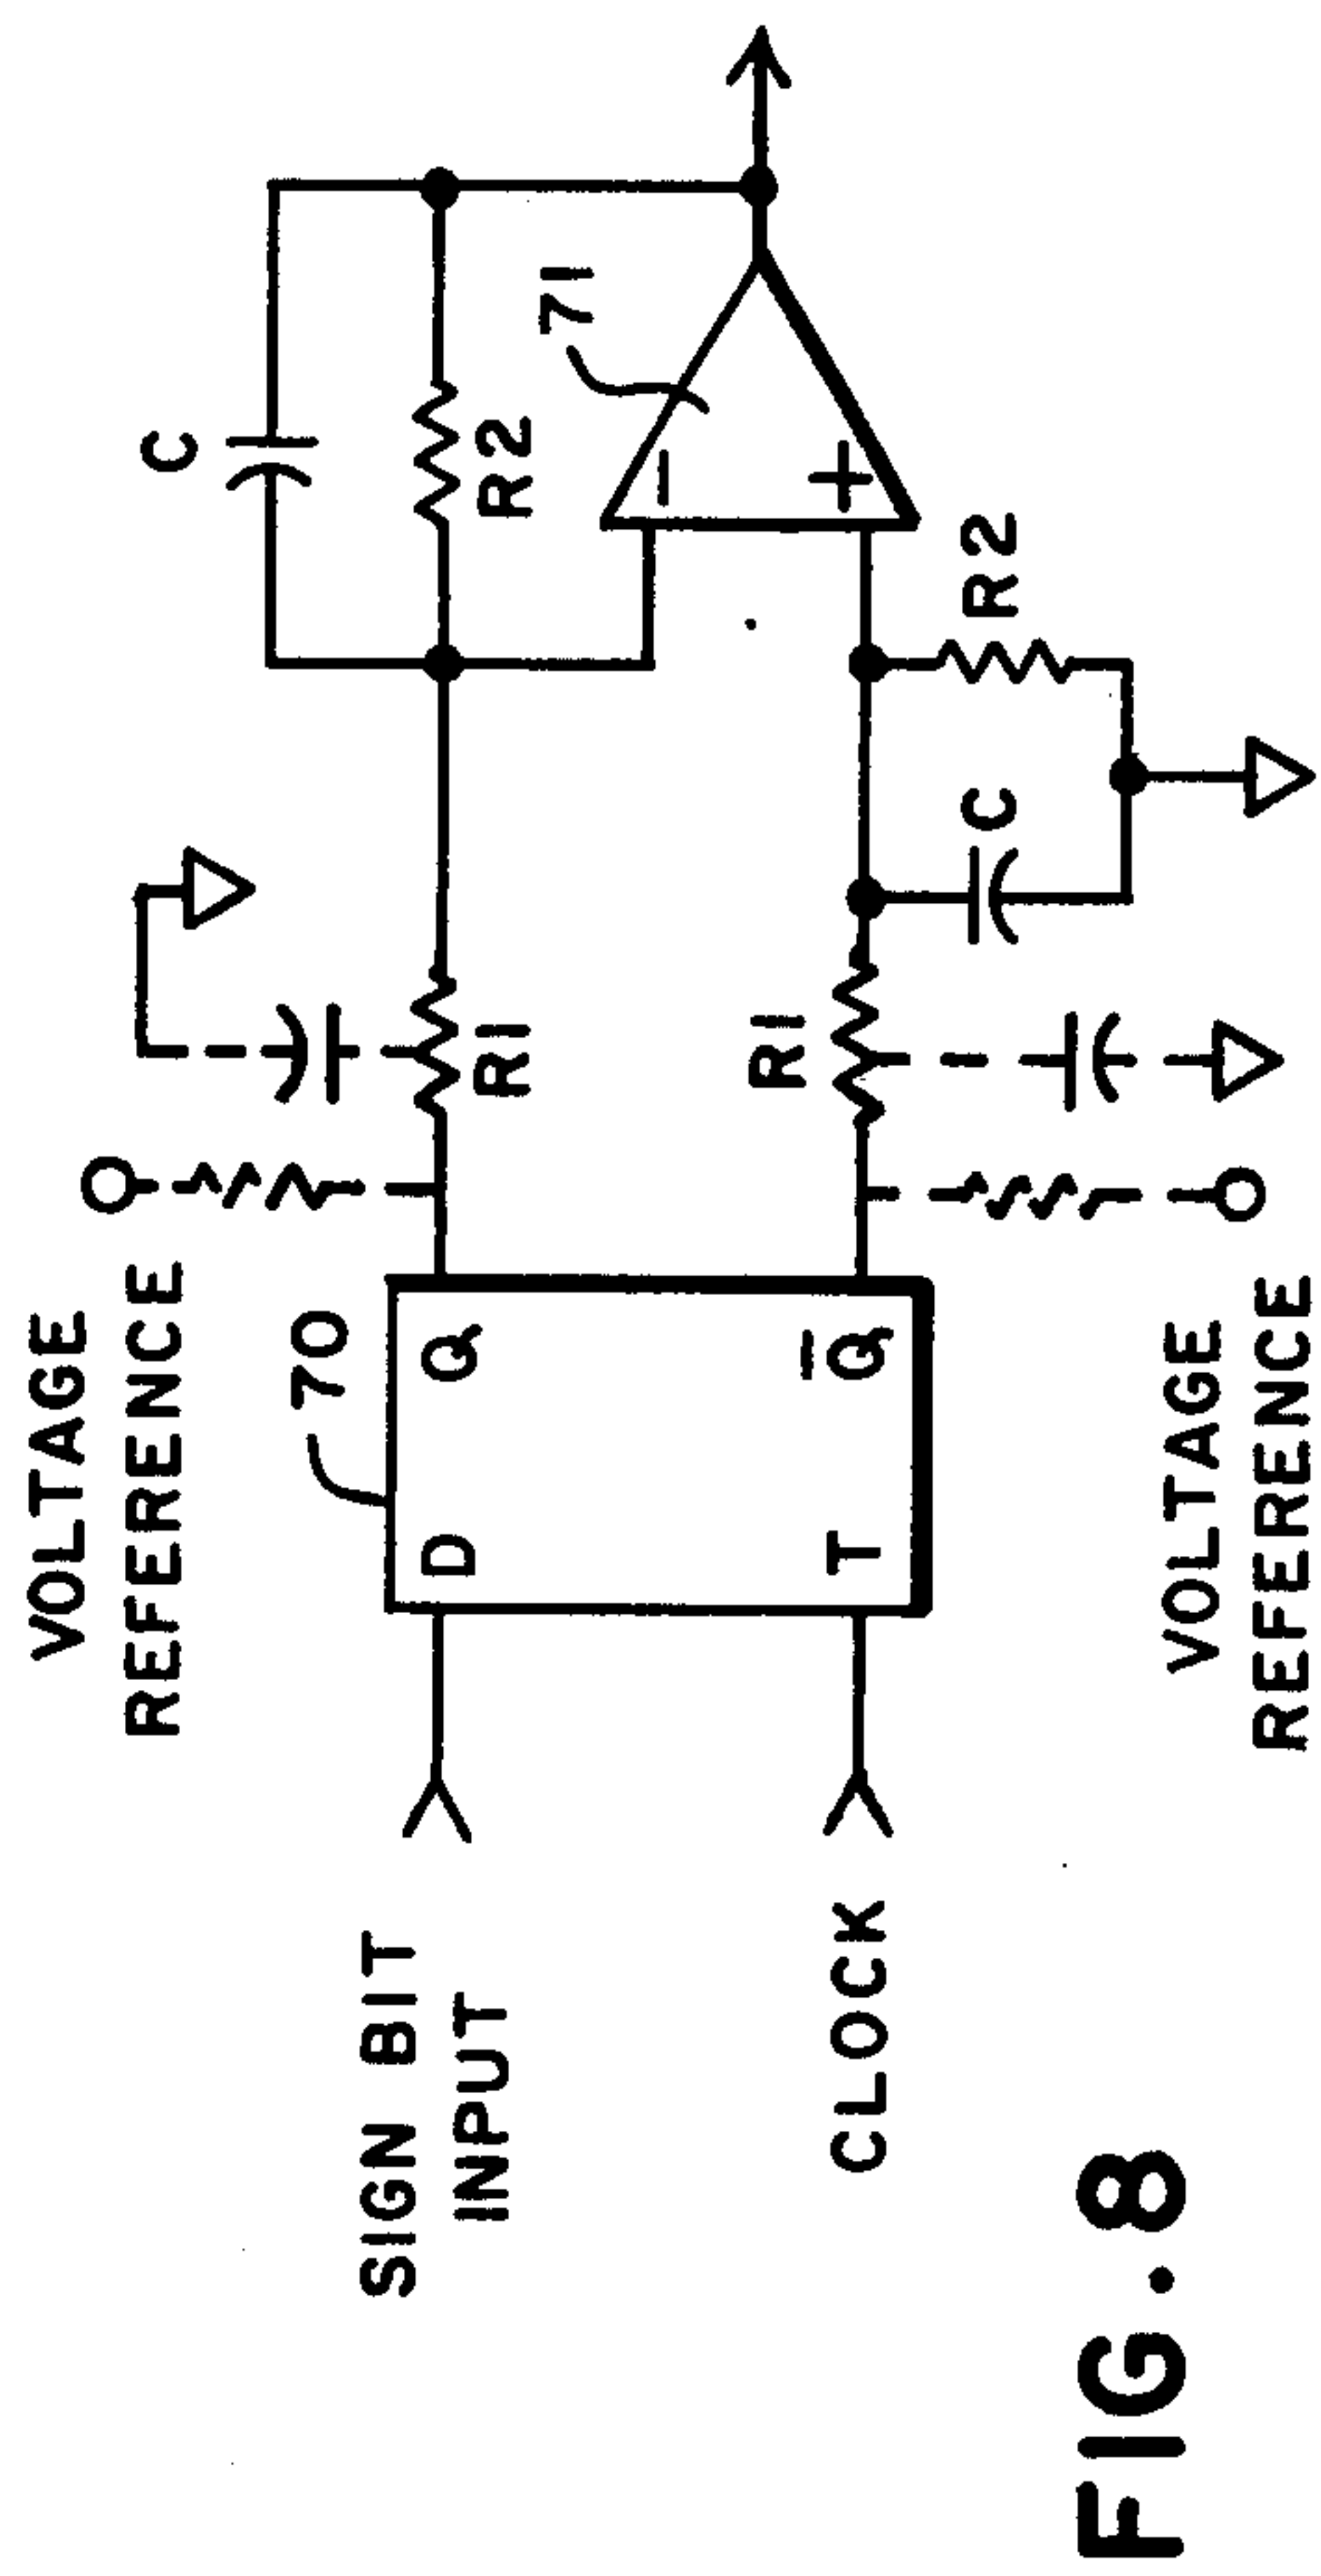 VOLTAGE
REFERENCE
C
R2
R1
71
SIGN BIT
INPUT
70
D
Q
CLOCK
T
Q̅
R1
−
+
C
R2
VOLTAGE
REFERENCE
FIG. 8